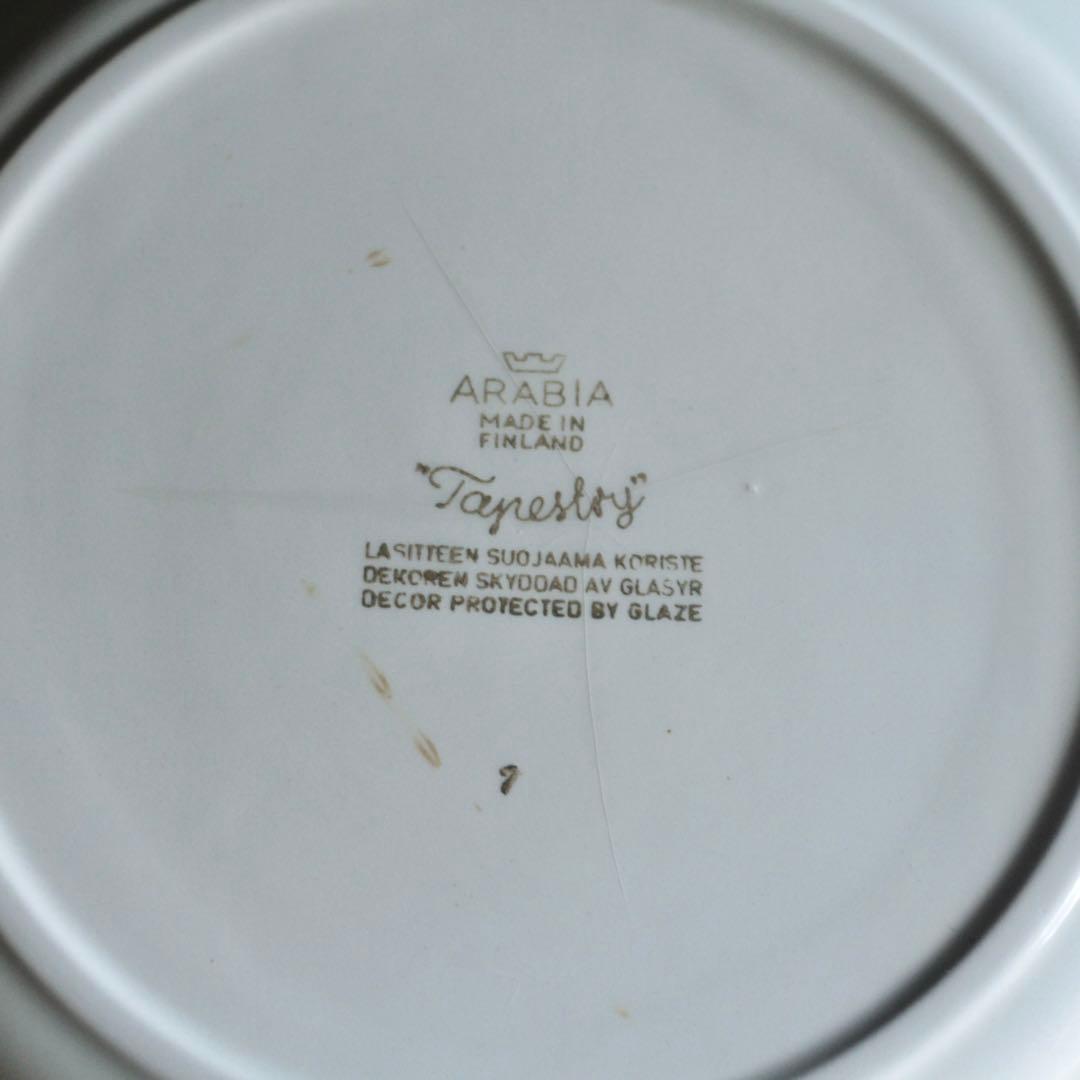 ARABIA
MADE IN
FINLAND
"Tapestry"
LASITTEEN SUOJAAMA KORISTE
DEKOREN SKYDDAD AV GLASYR
DECOR PROTECTED BY GLAZE